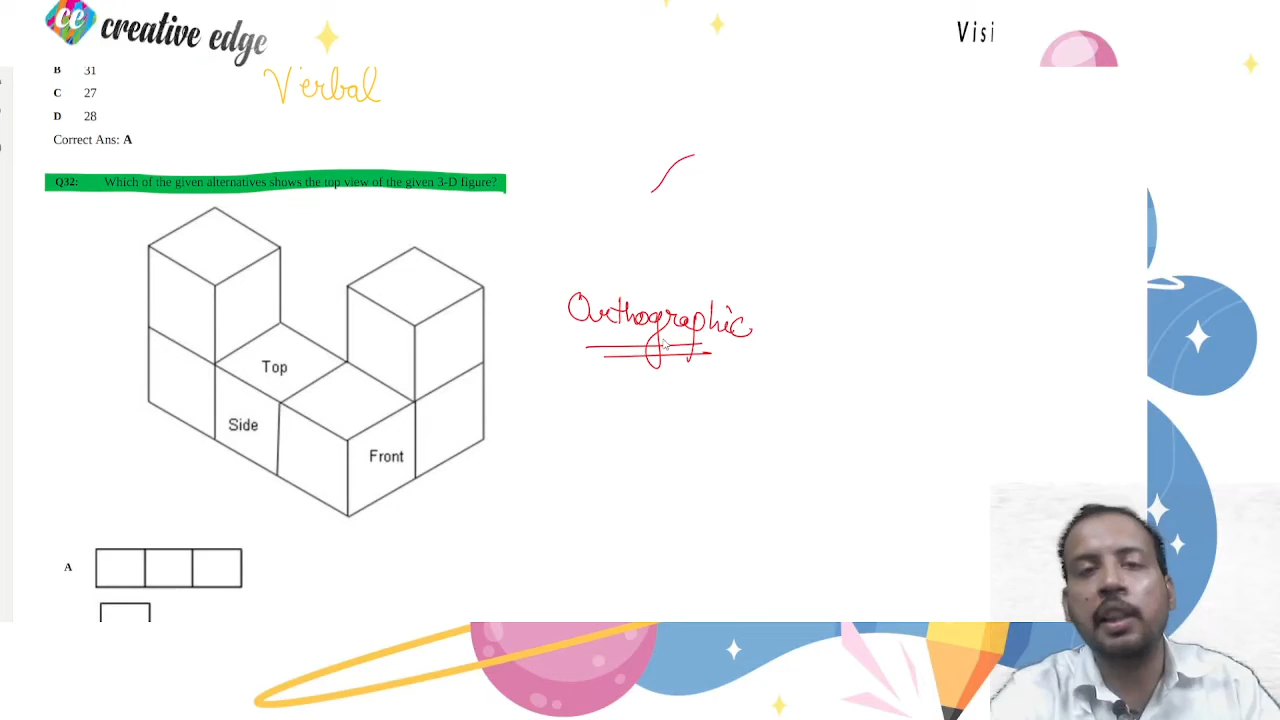 creative edge
Visi
B 31
Verbal
C 27
D 28
Correct Ans: A
Q32: Which of the given alternatives shows the top view of the given 3-D figure?
Orthographic
Top
Side
Front
A